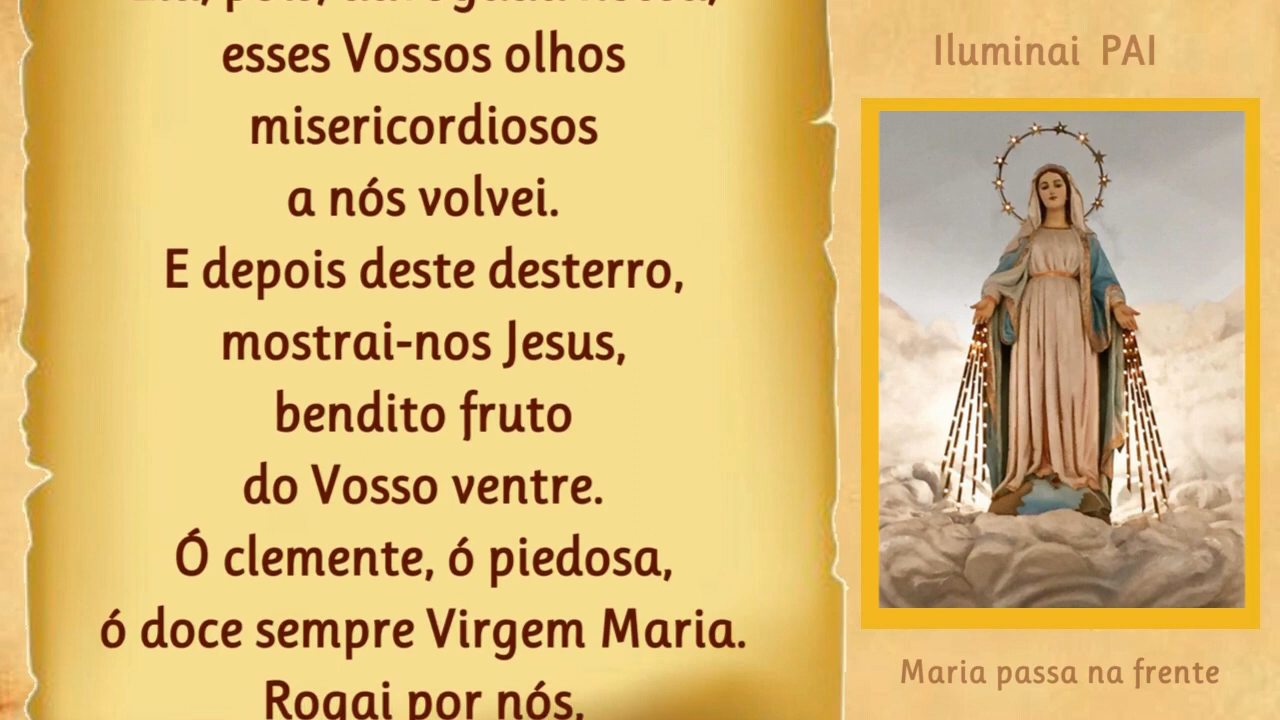 esses Vossos olhos
misericordiosos
a nós volvei.
E depois deste desterro,
mostrai-nos Jesus,
bendito fruto
do Vosso ventre.
Ó clemente, ó piedosa,
ó doce sempre Virgem Maria.
Rogai por nós,
Iluminai PAI
Maria passa na frente